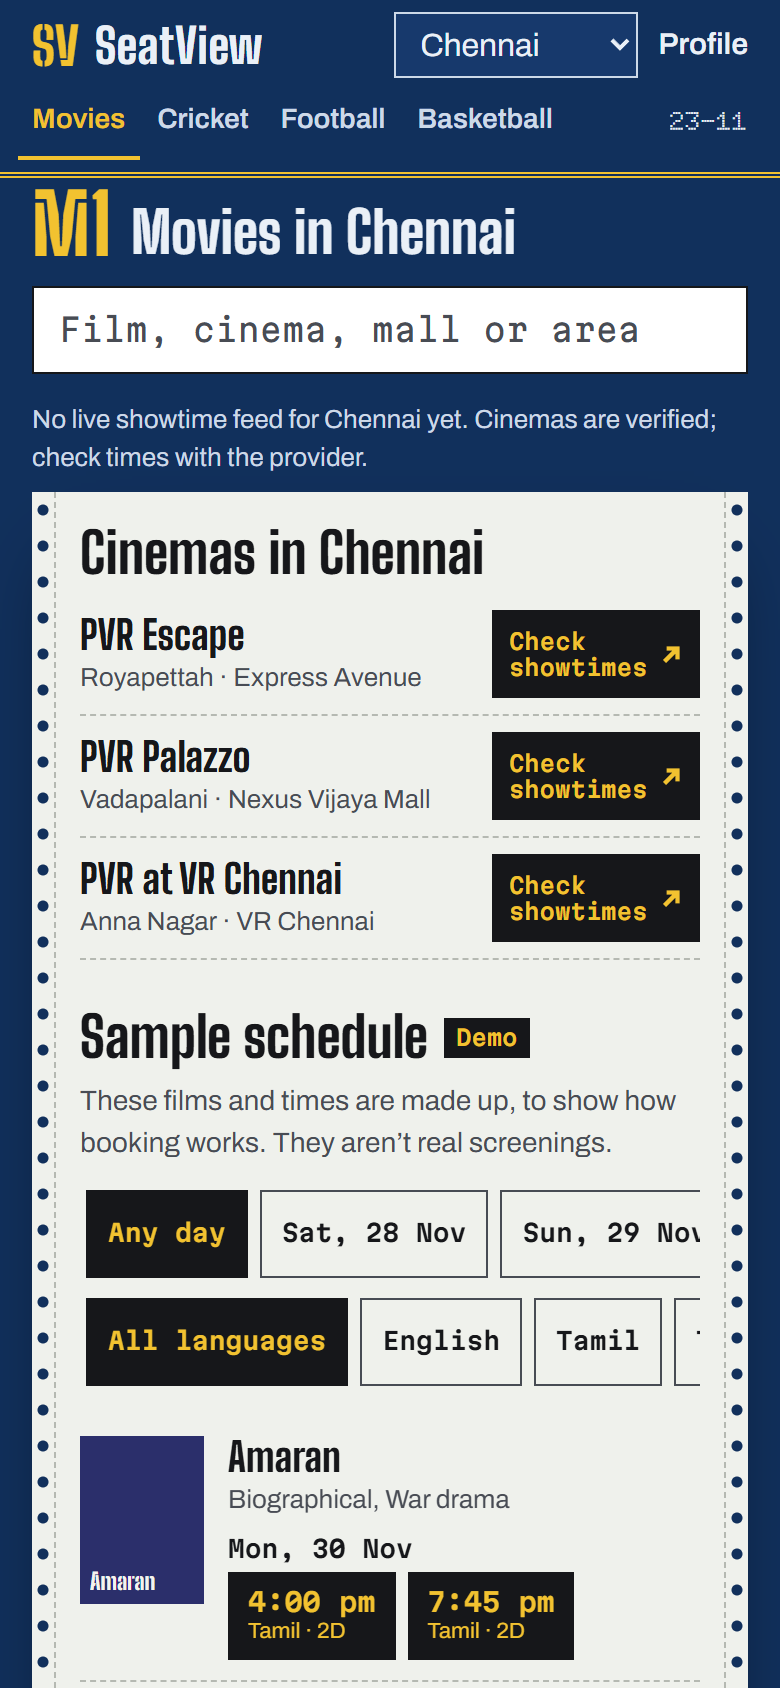 SV SeatView
Chennai
Profile
Movies Cricket Football Basketball 23-11
M1 Movies in Chennai
Film, cinema, mall or area
No live showtime feed for Chennai yet. Cinemas are verified;
check times with the provider.
Cinemas in Chennai
PVR Escape
Royapettah · Express Avenue
Check
showtimes ↗
PVR Palazzo
Vadapalani · Nexus Vijaya Mall
Check
showtimes ↗
PVR at VR Chennai
Anna Nagar · VR Chennai
Check
showtimes ↗
Sample schedule Demo
These films and times are made up, to show how
booking works. They aren’t real screenings.
Any day Sat, 28 Nov Sun, 29 Nov
All languages English Tamil
Amaran
Amaran
Biographical, War drama
Mon, 30 Nov
4:00 pm 7:45 pm
Tamil · 2D Tamil · 2D